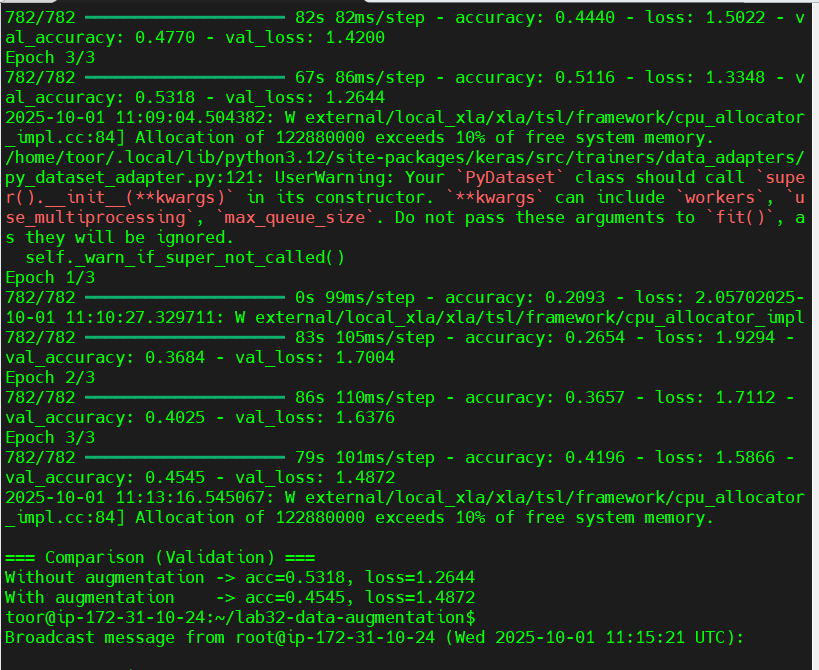 782/782 ━━━━━━━━━━━━━━━━━━━━ 82s 82ms/step - accuracy: 0.4440 - loss: 1.5022 - v
al_accuracy: 0.4770 - val_loss: 1.4200
Epoch 3/3
782/782 ━━━━━━━━━━━━━━━━━━━━ 67s 86ms/step - accuracy: 0.5116 - loss: 1.3348 - v
al_accuracy: 0.5318 - val_loss: 1.2644
2025-10-01 11:09:04.504382: W external/local_xla/xla/tsl/framework/cpu_allocator
_impl.cc:84] Allocation of 122880000 exceeds 10% of free system memory.
/home/toor/.local/lib/python3.12/site-packages/keras/src/trainers/data_adapters/
py_dataset_adapter.py:121: UserWarning: Your `PyDataset` class should call `supe
r().__init__(**kwargs)` in its constructor. `**kwargs` can include `workers`, `u
se_multiprocessing`, `max_queue_size`. Do not pass these arguments to `fit()`, a
s they will be ignored.
  self._warn_if_super_not_called()
Epoch 1/3
782/782 ━━━━━━━━━━━━━━━━━━━━ 0s 99ms/step - accuracy: 0.2093 - loss: 2.05702025-
10-01 11:10:27.329711: W external/local_xla/xla/tsl/framework/cpu_allocator_impl
782/782 ━━━━━━━━━━━━━━━━━━━━ 83s 105ms/step - accuracy: 0.2654 - loss: 1.9294 -
val_accuracy: 0.3684 - val_loss: 1.7004
Epoch 2/3
782/782 ━━━━━━━━━━━━━━━━━━━━ 86s 110ms/step - accuracy: 0.3657 - loss: 1.7112 -
val_accuracy: 0.4025 - val_loss: 1.6376
Epoch 3/3
782/782 ━━━━━━━━━━━━━━━━━━━━ 79s 101ms/step - accuracy: 0.4196 - loss: 1.5866 -
val_accuracy: 0.4545 - val_loss: 1.4872
2025-10-01 11:13:16.545067: W external/local_xla/xla/tsl/framework/cpu_allocator
_impl.cc:84] Allocation of 122880000 exceeds 10% of free system memory.
=== Comparison (Validation) ===
Without augmentation -> acc=0.5318, loss=1.2644
With augmentation    -> acc=0.4545, loss=1.4872
toor@ip-172-31-10-24:~/lab32-data-augmentation$
Broadcast message from root@ip-172-31-10-24 (Wed 2025-10-01 11:15:21 UTC):